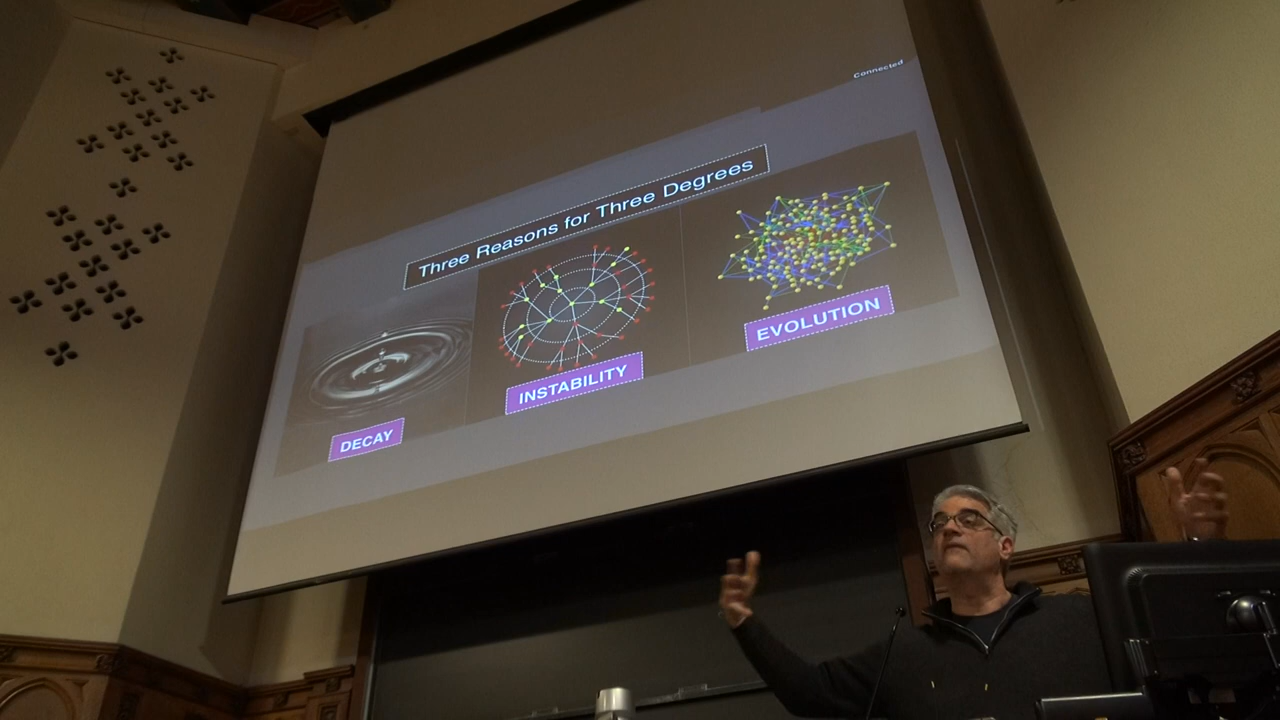 Connected
Three Reasons for Three Degrees
DECAY
INSTABILITY
EVOLUTION